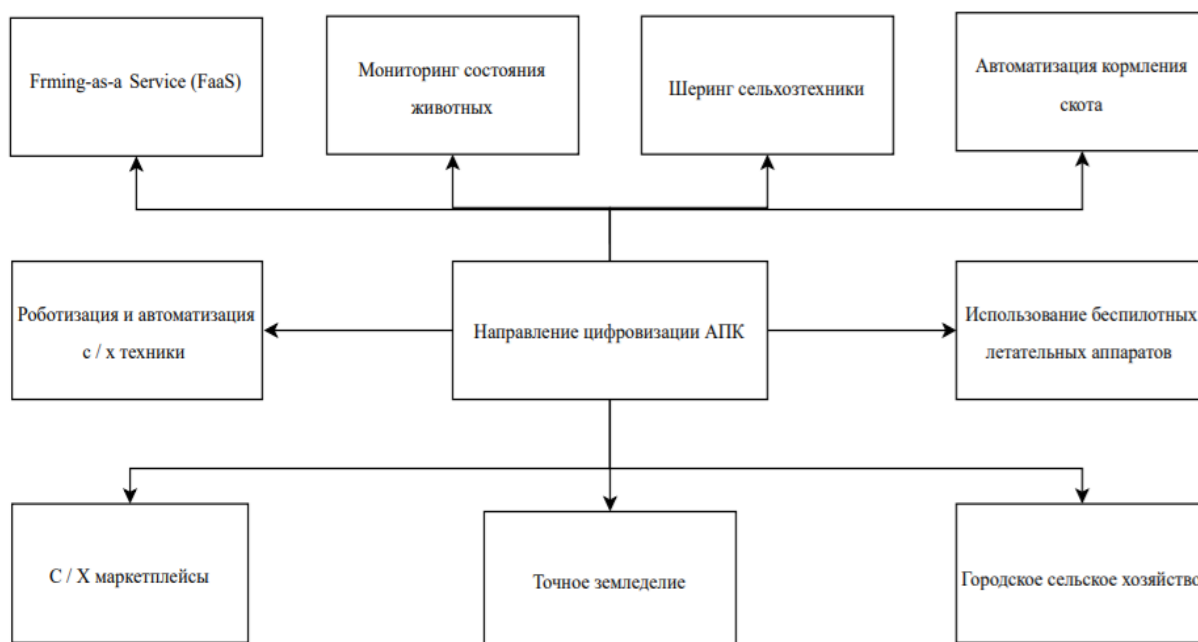 Frming-as-a Service (FaaS)
Мониторинг состояния
животных
Шеринг сельхозтехники
Автоматизация кормления
скота
Роботизация и автоматизация
с / х техники
Направление цифровизации АПК
Использование беспилотных
летательных аппаратов
С / Х маркетплейсы
Точное земледелие
Городское сельское хозяйство